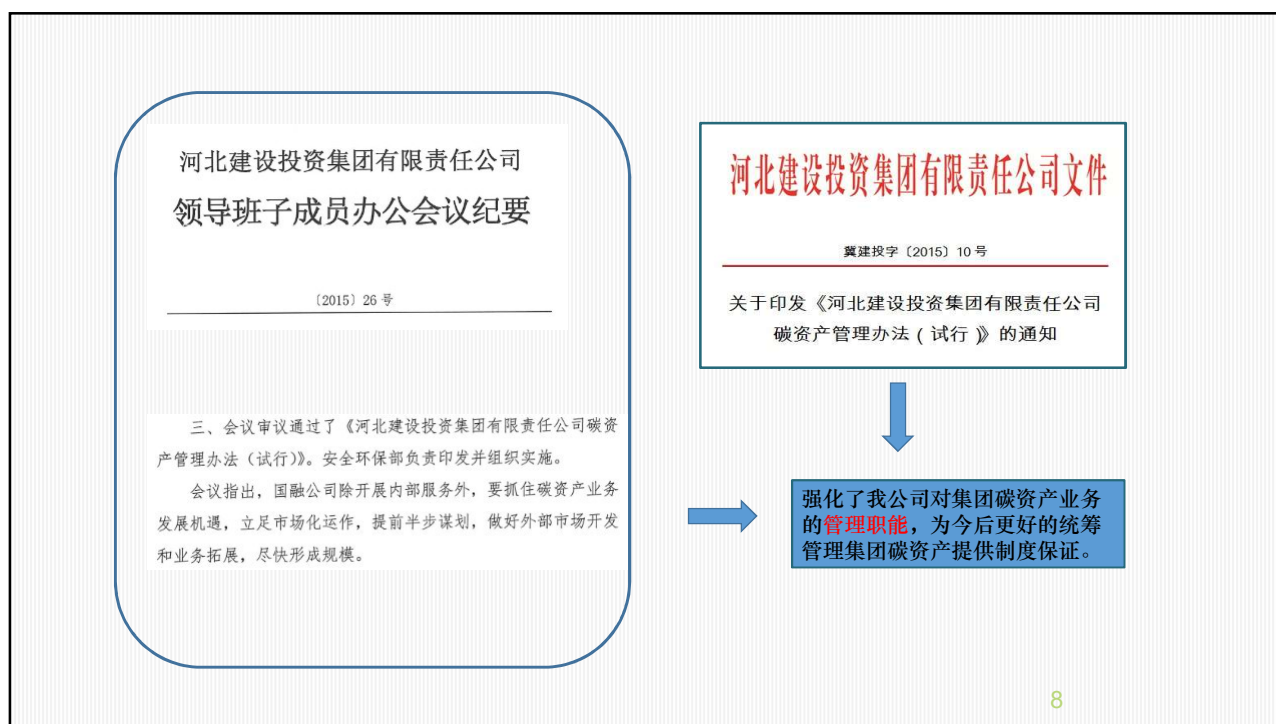 河北建设投资集团有限责任公司
领导班子成员办公会议纪要
〔2015〕26号
三、会议审议通过了《河北建设投资集团有限责任公司碳资
产管理办法（试行）》。安全环保部负责印发并组织实施。
会议指出，国融公司除开展内部服务外，要抓住碳资产业务
发展机遇，立足市场化运作，提前半步谋划，做好外部市场开发
和业务拓展，尽快形成规模。
河北建设投资集团有限责任公司文件
冀建投字〔2015〕10号
关于印发《河北建设投资集团有限责任公司
碳资产管理办法（试行）》的通知
强化了我公司对集团碳资产业务
的管理职能，为今后更好的统筹
管理集团碳资产提供制度保证。
8